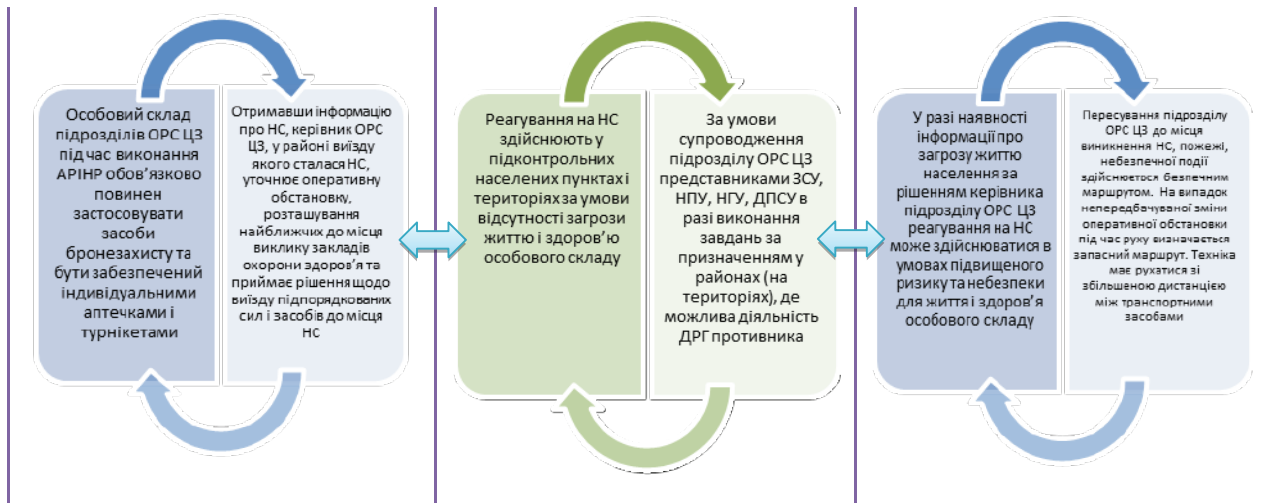 Особовий склад
підрозділів ОРС ЦЗ
під час виконання
АРІНР обов’язково
повинен
застосовувати
засоби
бронезахисту та
бути забезпечений
індивідуальними
аптечками і
турнікетами
Отримавши інформацію
про НС, керівник ОРС
ЦЗ, у районі виїзду
якого сталася НС,
уточнює оперативну
обстановку,
розташування
найближчих до місця
виклику закладів
охорони здоров’я та
приймає рішення щодо
виїзду підпорядкованих
сил і засобів до місця
НС
Реагування на НС
здійснюють у
підконтрольних
населених пунктах і
територіях за умови
відсутності загрози
життю і здоров’ю
особового складу
За умови
супроводження
підрозділу ОРС ЦЗ
представниками ЗСУ,
НПУ, НГУ, ДПСУ в
разі виконання
завдань за
призначенням у
районах (на
територіях), де
можлива діяльність
ДРГ противника
У разі наявності
інформації про
загрозу життю
населення за
рішенням керівника
підрозділу ОРС ЦЗ
реагування на НС
може здійснюватися в
умовах підвищеного
ризику та небезпеки
для життя і здоров’я
особового складу
Пересування підрозділу
ОРС ЦЗ до місця
виникнення НС, пожежі,
небезпечної події
здійснюється безпечним
маршрутом. На випадок
непередбачуваної зміни
оперативної обстановки
під час руху визначається
запасний маршрут. Техніка
має рухатися зі
збільшеною дистанцією
між транспортними
засобами